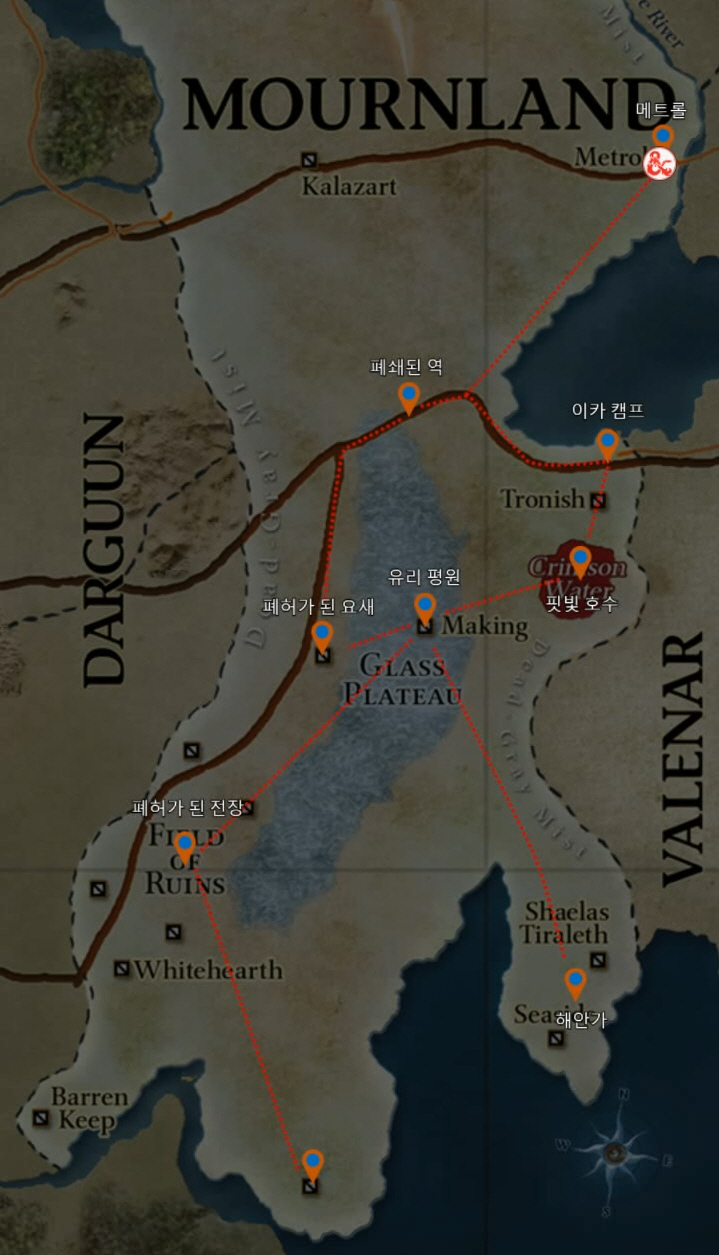 Mist
e River
MOURNLAND
메트롤
Metrol
Kalazart
폐쇄된 역
이카 캠프
Dead-Gray Mist
DARGUUN
Tronish
Crimson
Water
핏빛 호수
유리 평원
폐허가 된 요새
Making
GLASS
PLATEAU
Dead-Gray Mist
VALENAR
폐허가 된 전장
FIELD
OF
RUINS
Shaelas
Tiraleth
Whitehearth
해안가
Barren
Keep
N
W
E
S